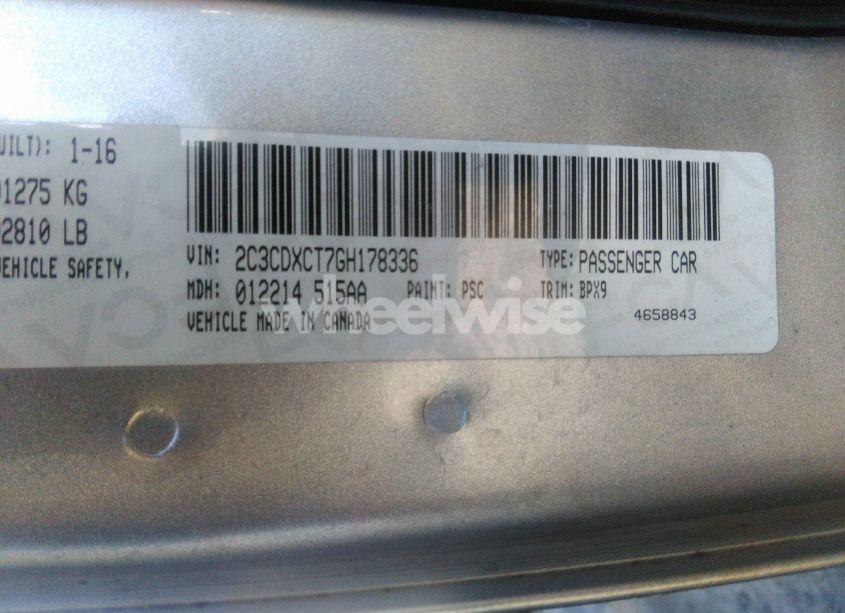 UILT): 1-16
1275 KG
2810 LB
VEHICLE SAFETY,
VIN: 2C3CDXCT7GH178336 TYPE: PASSENGER CAR
MDH: 012214 515AA PAINT: PSC TRIM: BPX9
VEHICLE MADE IN CANADA 4658843
wheelwise